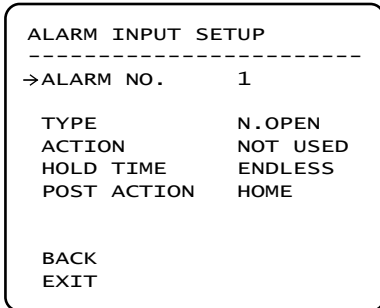 ALARM INPUT SETUP
-------------------------
→ALARM NO. 1
TYPE N.OPEN
ACTION NOT USED
HOLD TIME ENDLESS
POST ACTION HOME
BACK
EXIT